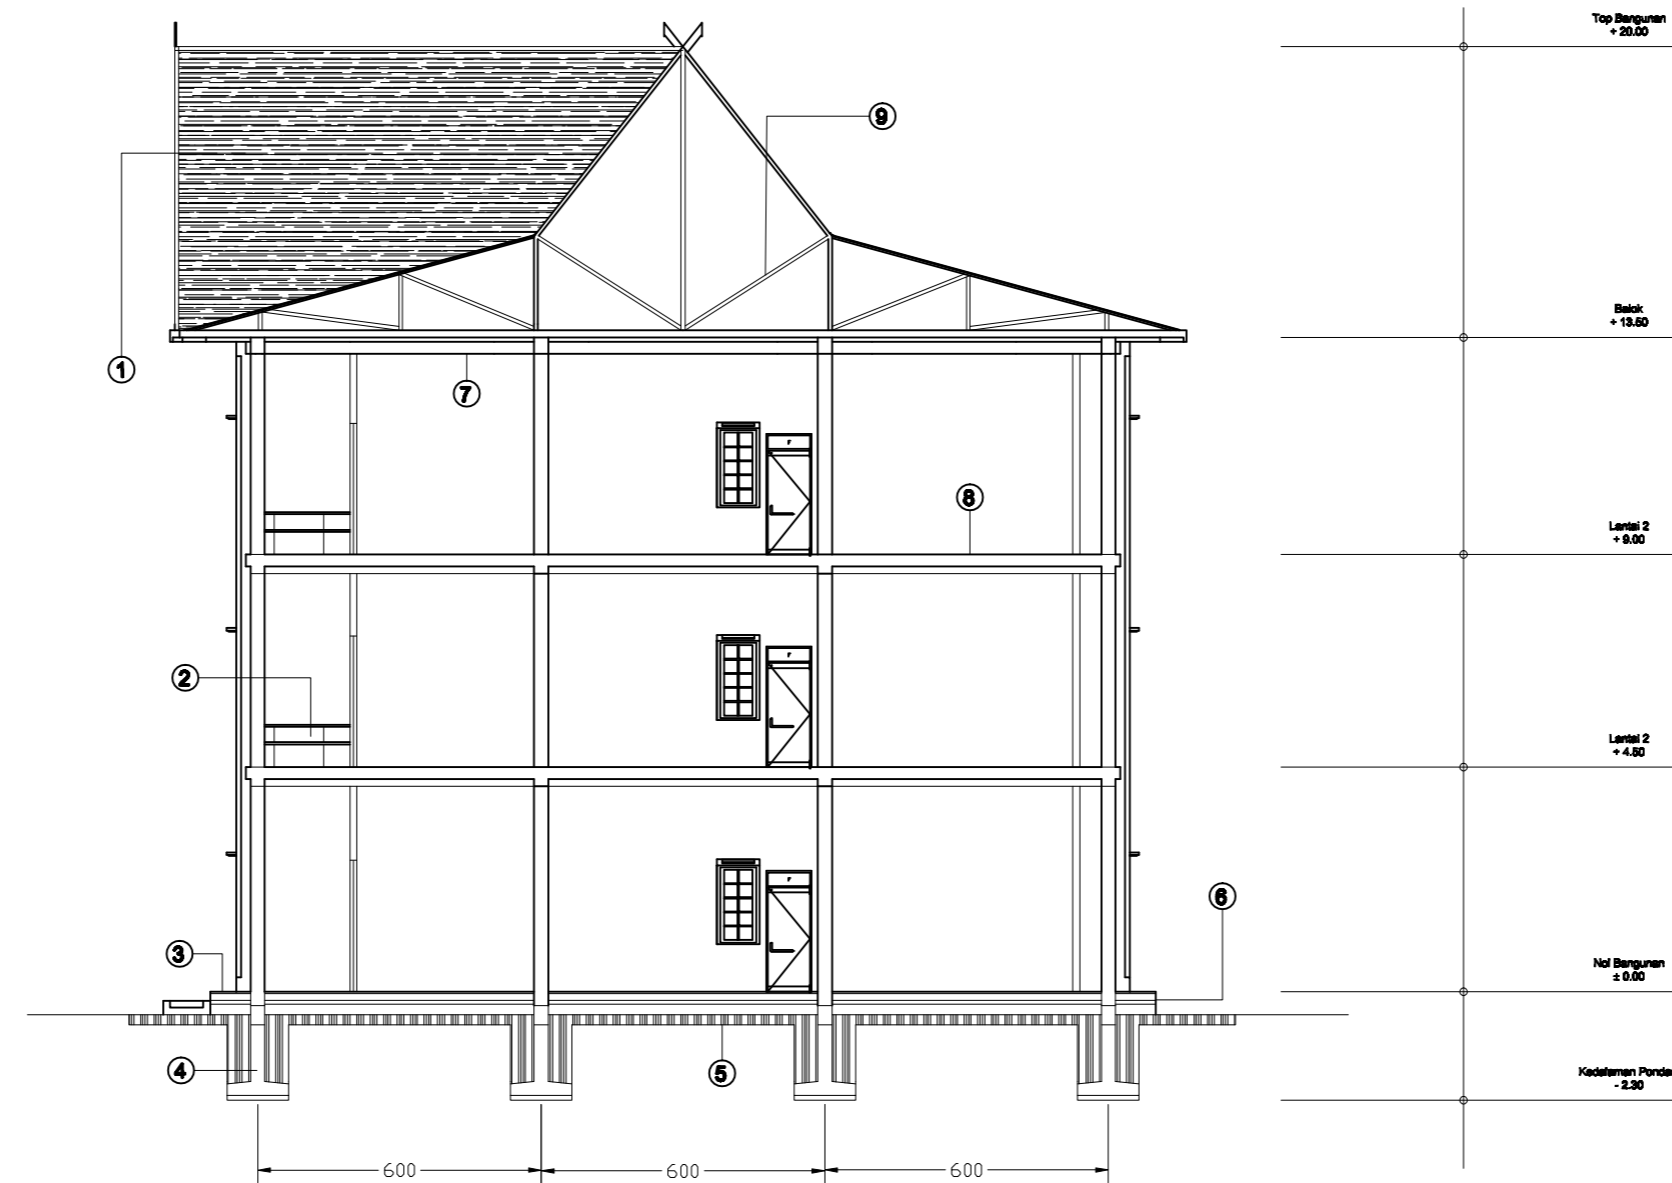 Top Bangunan
+ 20.00
9
Balok
+ 13.50
1
7
F
8
Lantai 2
+ 9.00
F
2
Lantai 2
+ 4.50
F
6
3
Nol Bangunan
± 0.00
4
5
Kedalaman Pondas
- 2.30
600
600
600